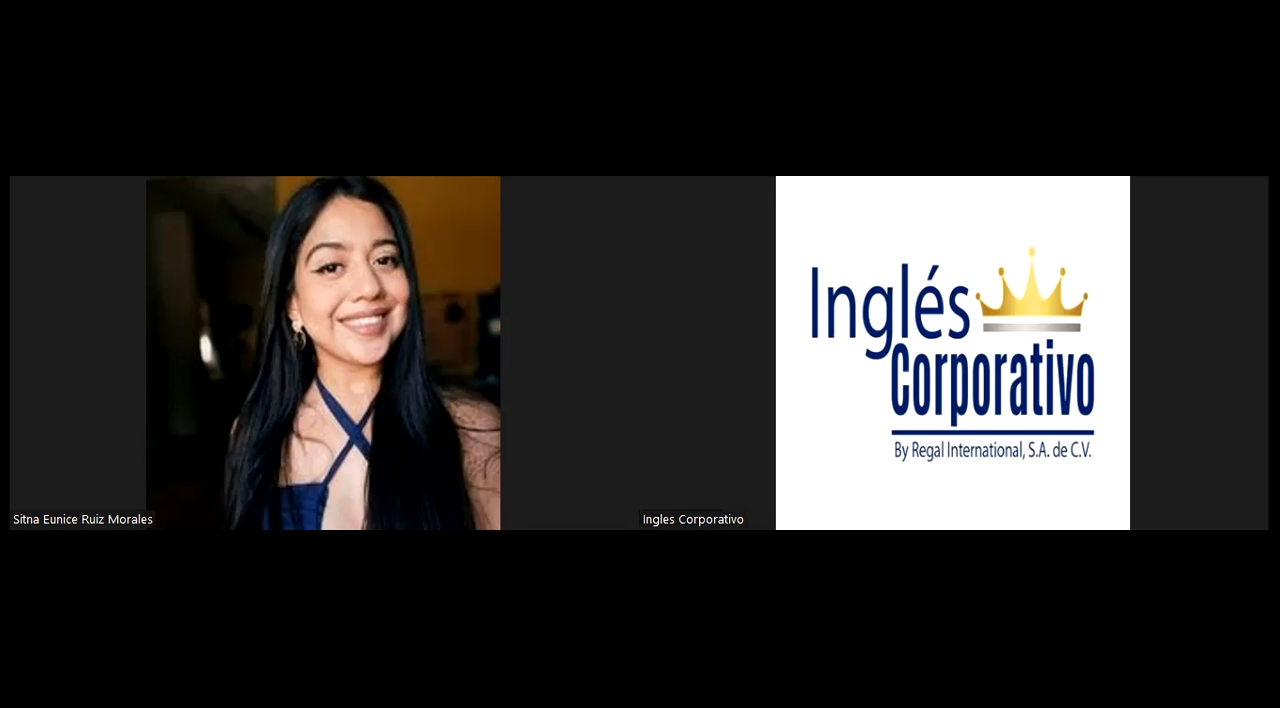 Inglés
Corporativo
By Regal International, S.A. de C.V.
Sitna Eunice Ruiz Morales
Ingles Corporativo